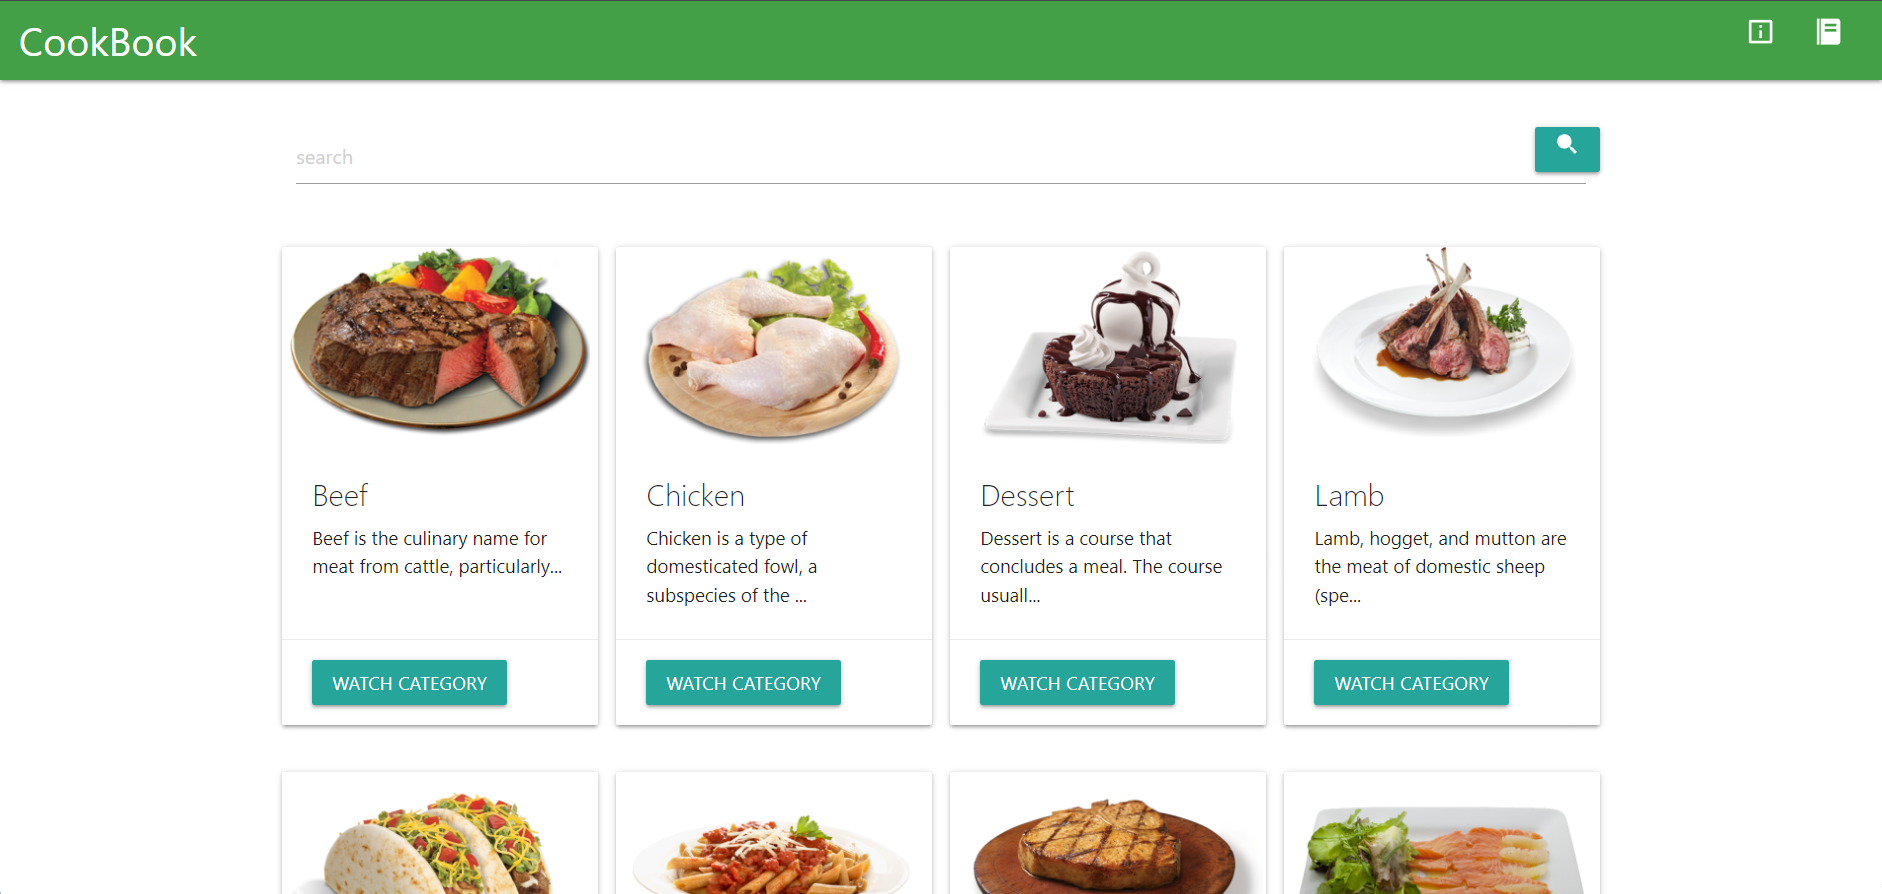 CookBook
search
Beef
Beef is the culinary name for
meat from cattle, particularly...
WATCH CATEGORY
Chicken
Chicken is a type of
domesticated fowl, a
subspecies of the ...
WATCH CATEGORY
Dessert
Dessert is a course that
concludes a meal. The course
usuall...
WATCH CATEGORY
Lamb
Lamb, hogget, and mutton are
the meat of domestic sheep
(spe...
WATCH CATEGORY